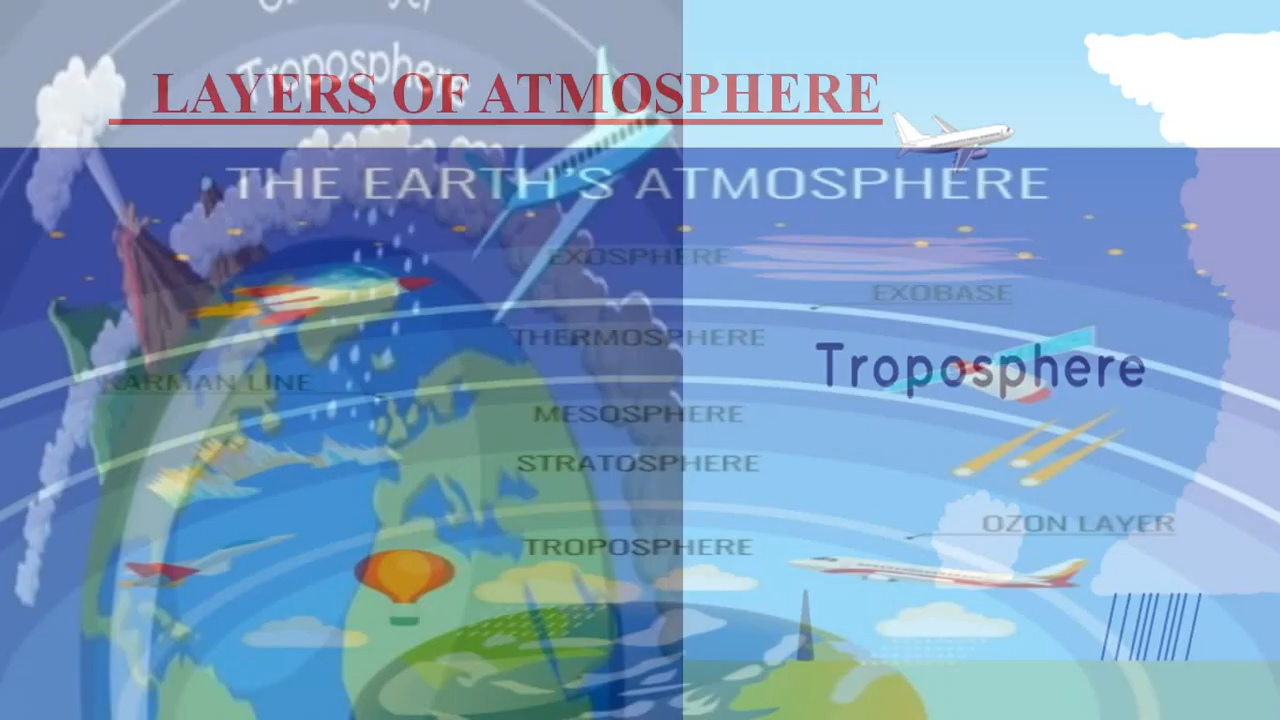 Troposphere
LAYERS OF ATMOSPHERE
THE EARTH'S ATMOSPHERE
EXOSPHERE
EXOBASE
THERMOSPHERE
Troposphere
KARMAN LINE
MESOSPHERE
STRATOSPHERE
OZON LAYER
TROPOSPHERE